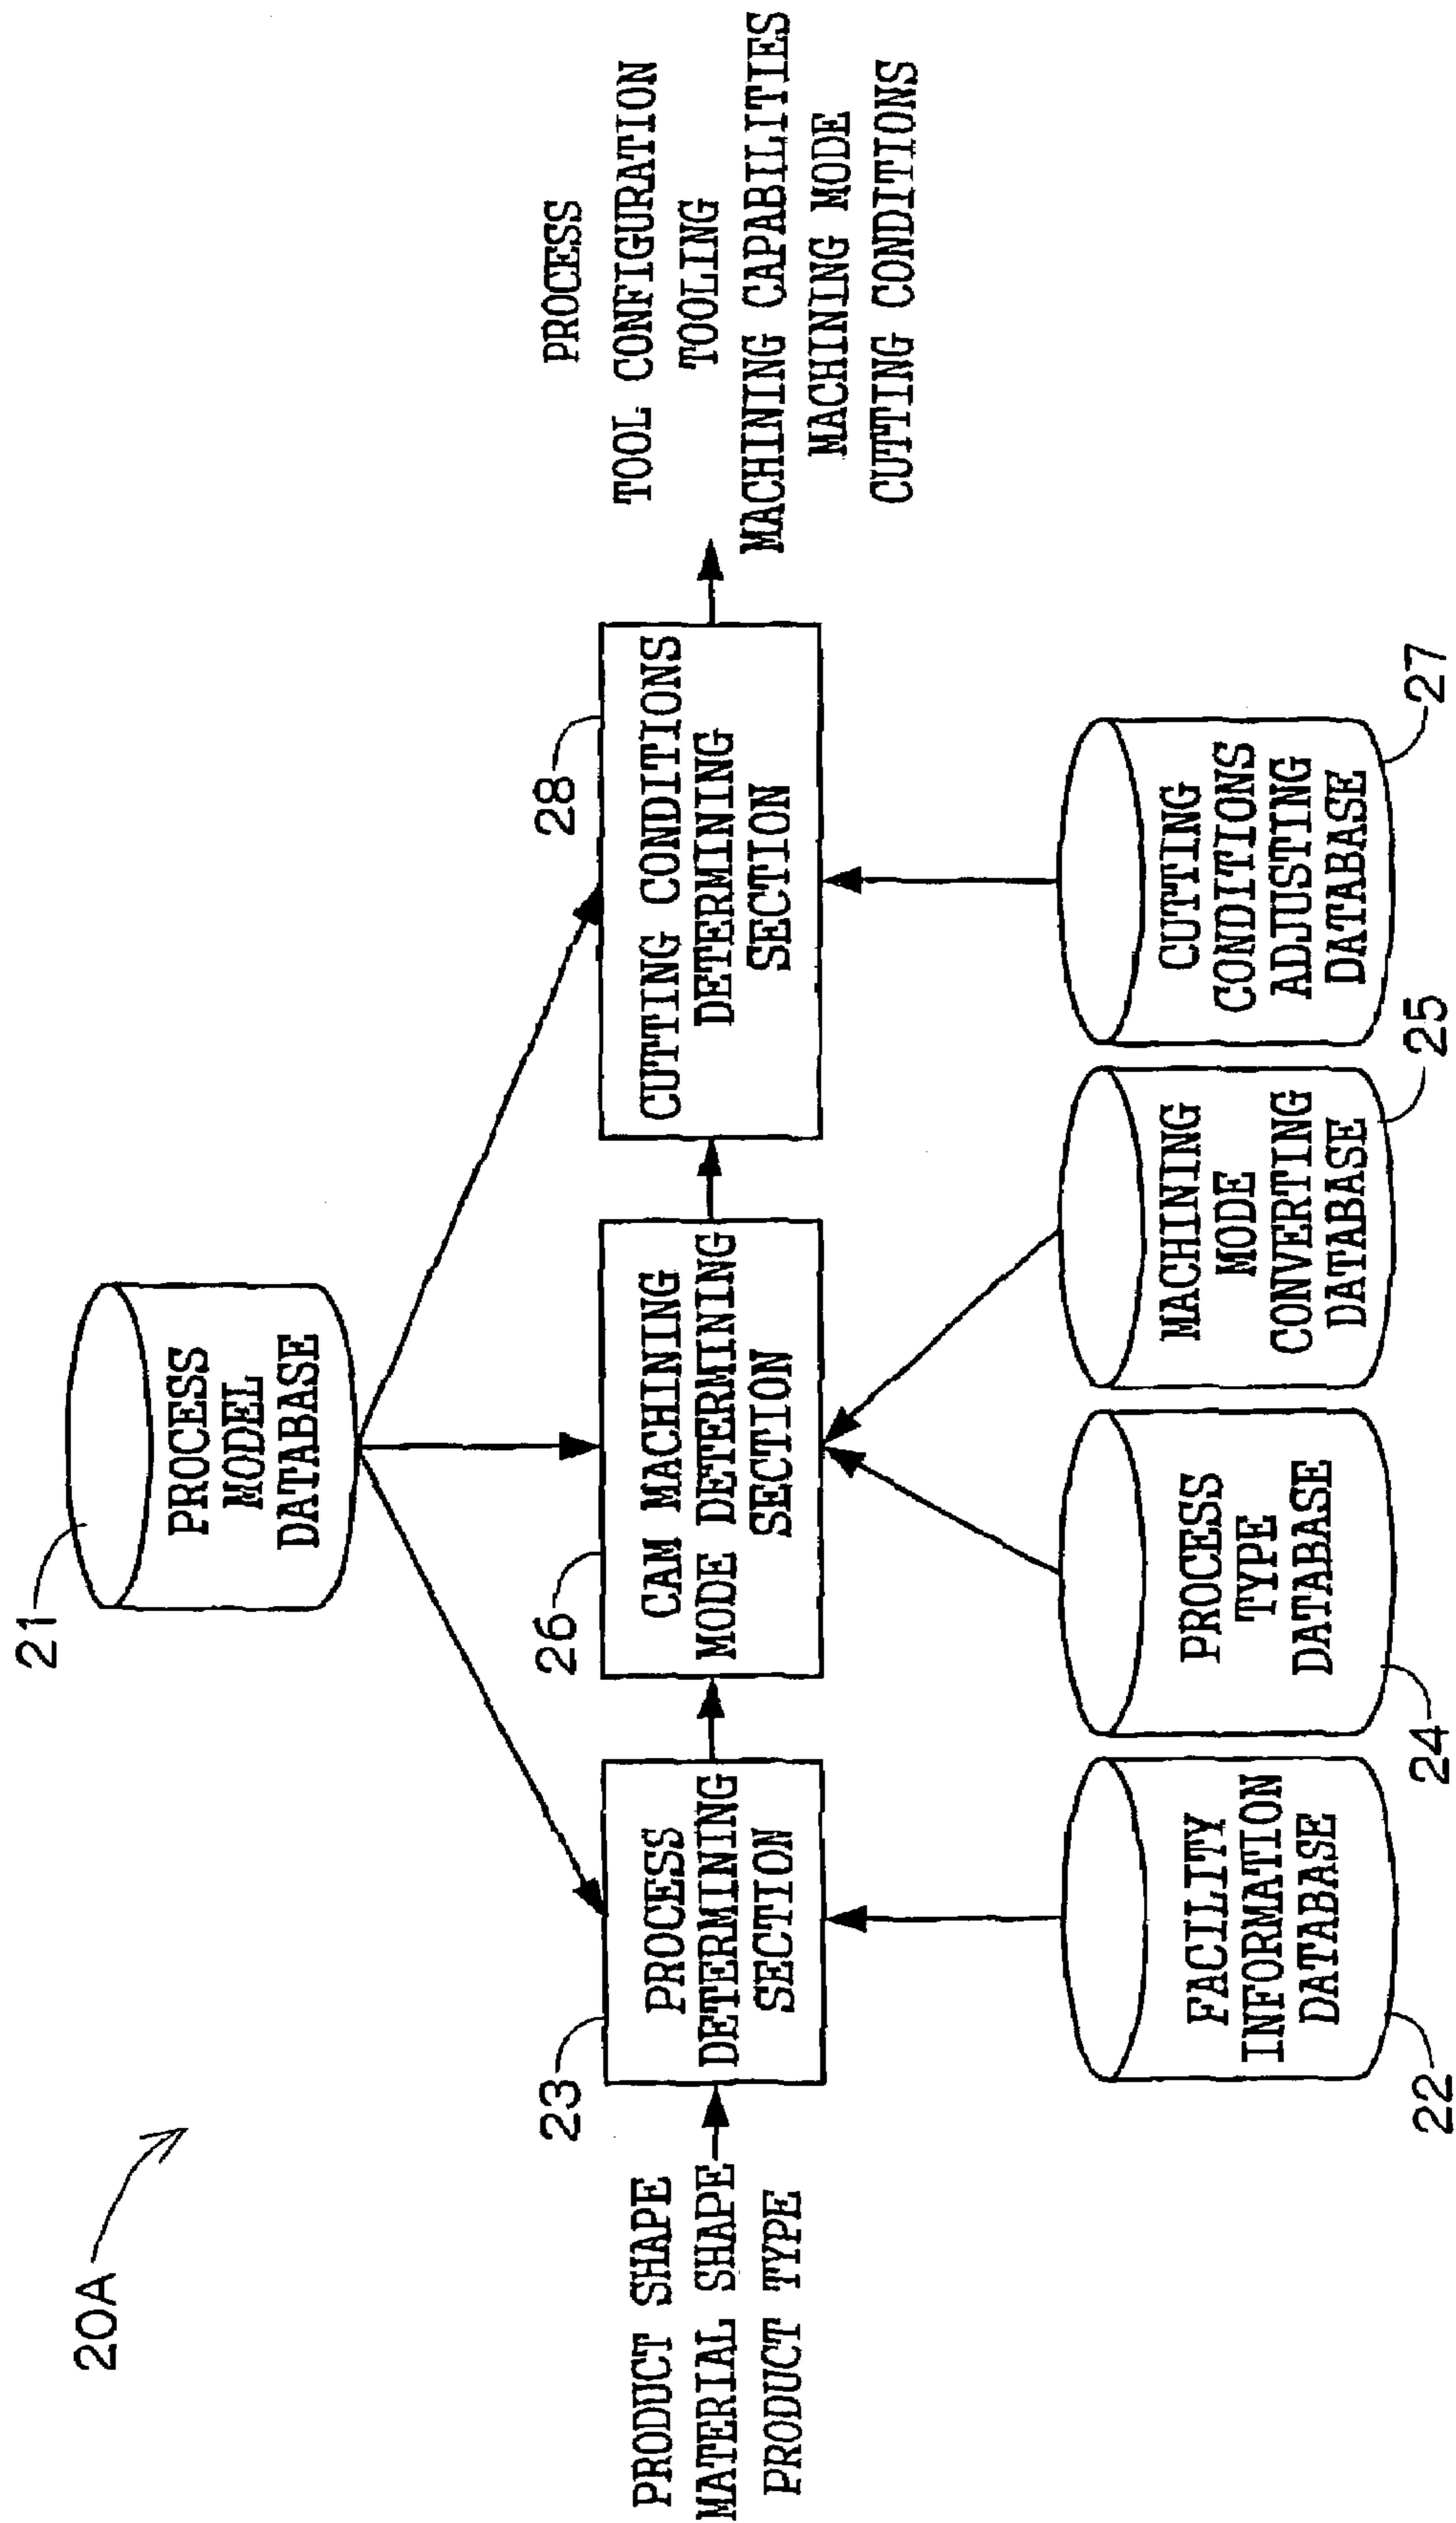 20A
21
PROCESS
MODEL
DATABASE
PRODUCT SHAPE
MATERIAL SHAPE
PRODUCT TYPE
23
PROCESS
DETERMINING
SECTION
26
CAM MACHINING
MODE DETERMINING
SECTION
28
CUTTING CONDITIONS
DETERMINING
SECTION
PROCESS
TOOL CONFIGURATION
TOOLING
MACHINING CAPABILITIES
MACHINING MODE
CUTTING CONDITIONS
FACILITY
INFORMATION
DATABASE
22
PROCESS
TYPE
DATABASE
24
MACHINING
MODE
CONVERTING
DATABASE
25
CUTTING
CONDITIONS
ADJUSTING
DATABASE
27